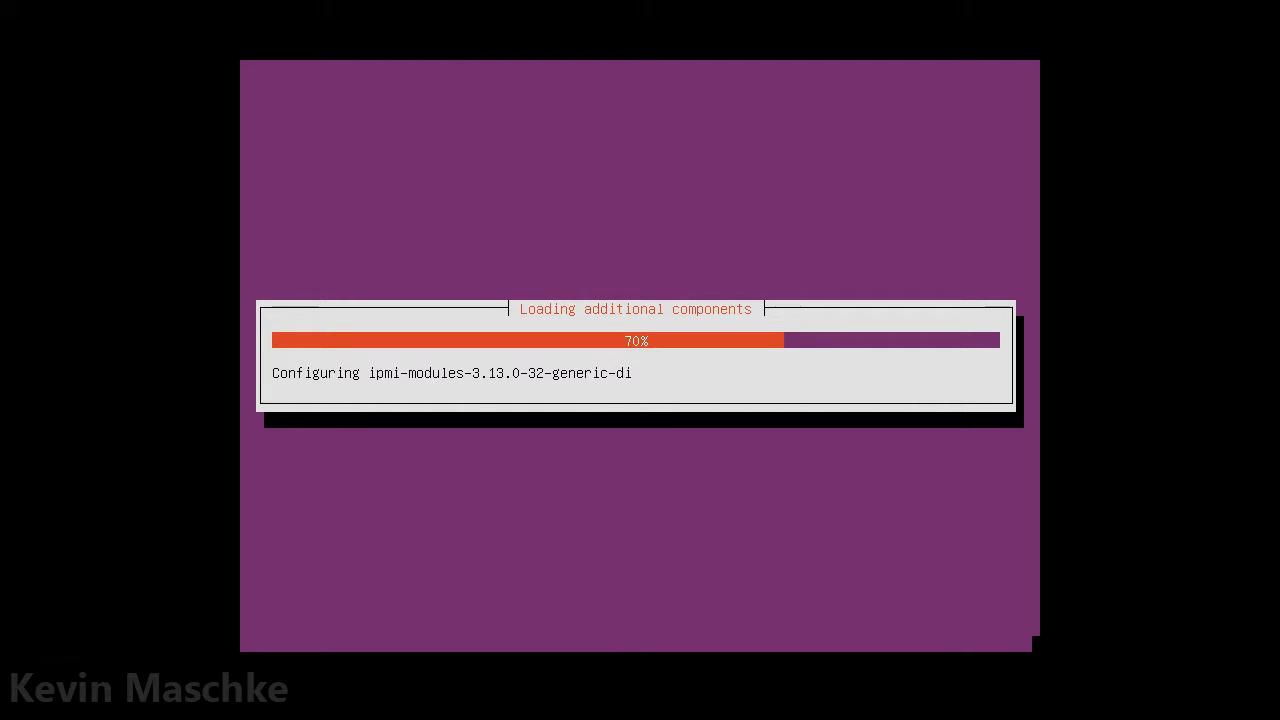 Loading additional components
70%
Configuring ipmi-modules-3.13.0-32-generic-di
Kevin Maschke